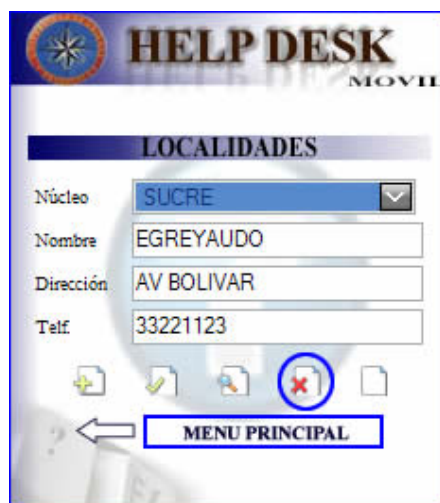 HELP DESK
MOVIL
LOCALIDADES
Núcleo SUCRE
Nombre EGREYAUDO
Dirección AV BOLIVAR
Telf. 33221123
? MENU PRINCIPAL